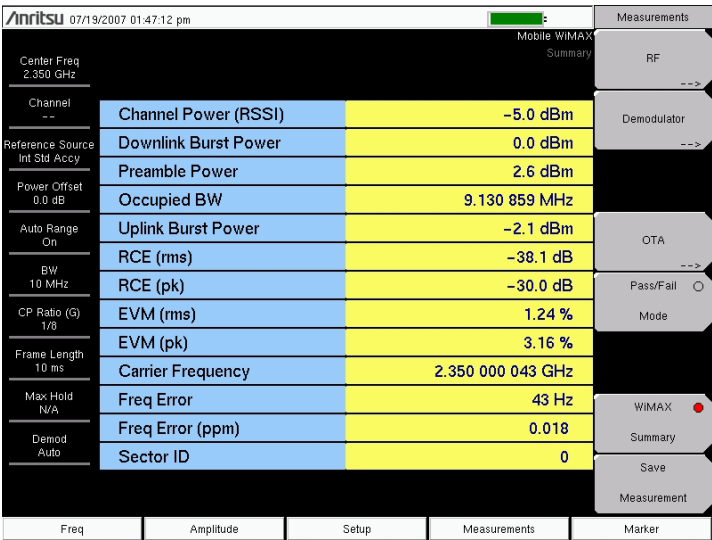 Anritsu 07/19/2007 01:47:12 pm
Mobile WiMAX
Summary
Center Freq
2.350 GHz
Channel
--
Reference Source
Int Std Accy
Power Offset
0.0 dB
Auto Range
On
BW
10 MHz
CP Ratio (G)
1/8
Frame Length
10 ms
Max Hold
N/A
Demod
Auto
Channel Power (RSSI) -5.0 dBm
Downlink Burst Power 0.0 dBm
Preamble Power 2.6 dBm
Occupied BW 9.130 859 MHz
Uplink Burst Power -2.1 dBm
RCE (rms) -38.1 dB
RCE (pk) -30.0 dB
EVM (rms) 1.24 %
EVM (pk) 3.16 %
Carrier Frequency 2.350 000 043 GHz
Freq Error 43 Hz
Freq Error (ppm) 0.018
Sector ID 0
Measurements
RF
-->
Demodulator
-->
OTA
-->
Pass/Fail
Mode
WiMAX
Summary
Save
Measurement
Freq Amplitude Setup Measurements Marker